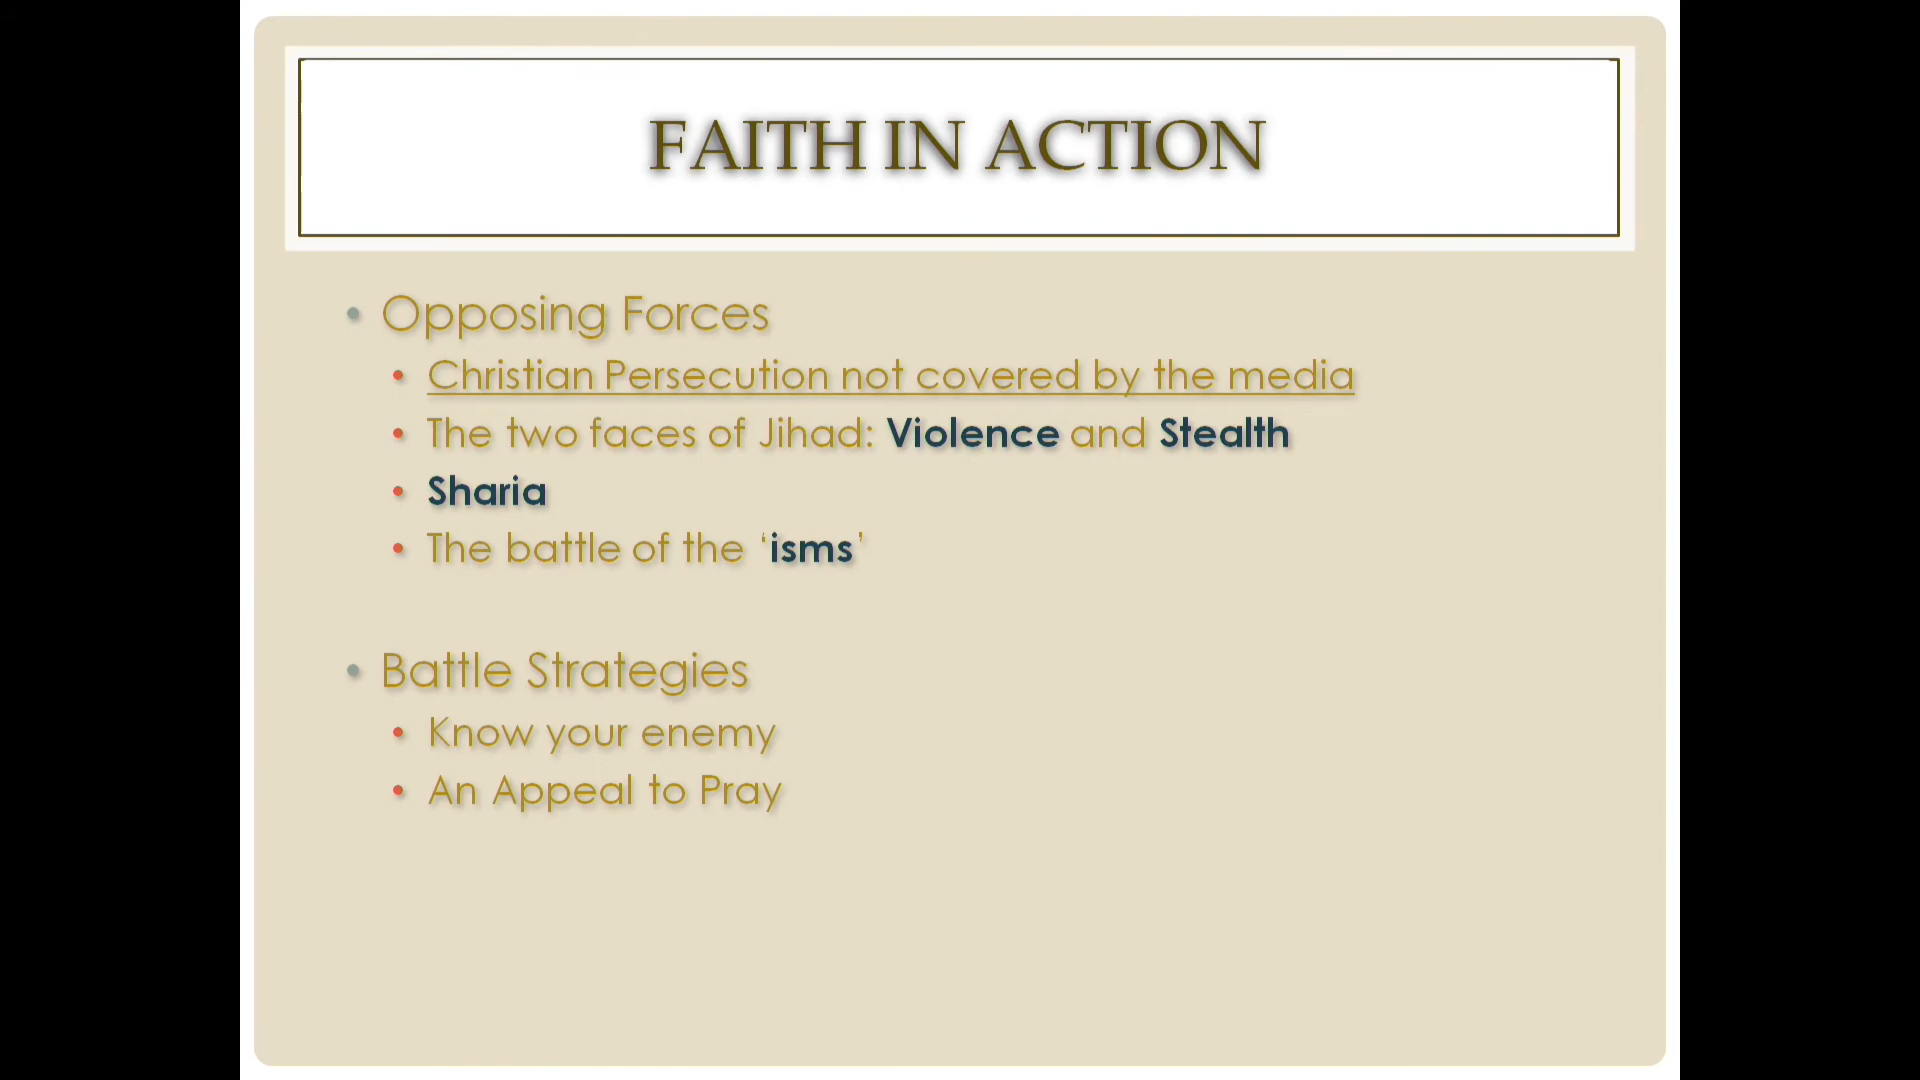 FAITH IN ACTION
• Opposing Forces
• Christian Persecution not covered by the media
• The two faces of Jihad: Violence and Stealth
• Sharia
• The battle of the ‘isms’
• Battle Strategies
• Know your enemy
• An Appeal to Pray